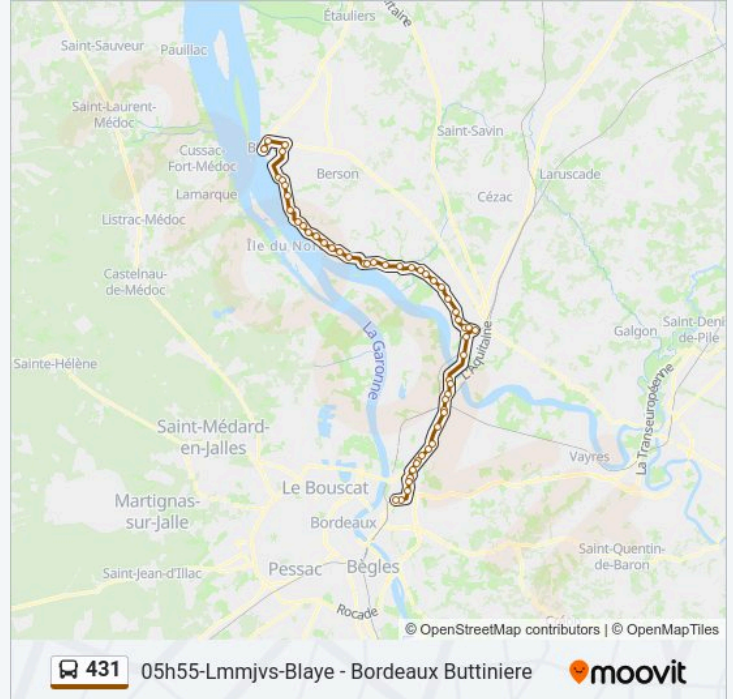 Étauliers
Saint-Sauveur
Pauillac
Saint-Laurent-
Médoc
Saint-Savin
Cussac-
Fort-Médoc
Berson
Laruscade
Lamarque
Cézac
Listrac-Médoc
Île du Nor
Castelnau-
de-Médoc
La Garonne
L'Aquitaine
Galgon
Saint-Deni
de-Pile
Sainte-Hélène
La Transeuropéenne
Saint-Médard-
en-Jalles
Vayres
Le Bouscat
Martignas-
sur-Jalle
Bordeaux
Saint-Quentin-
de-Baron
Saint-Jean-d'Illac
Pessac
Bègles
Rocade
© OpenStreetMap contributors | © OpenMapTiles
431
05h55-Lmmjvs-Blaye - Bordeaux Buttiniere
moovit